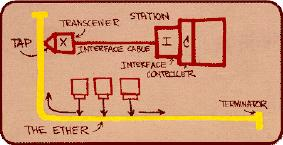 STATION
TRANSCEIVER
TAP
X
I
C
INTERFACE CABLE
INTERFACE
CONTROLLER
TERMINATOR
THE ETHER